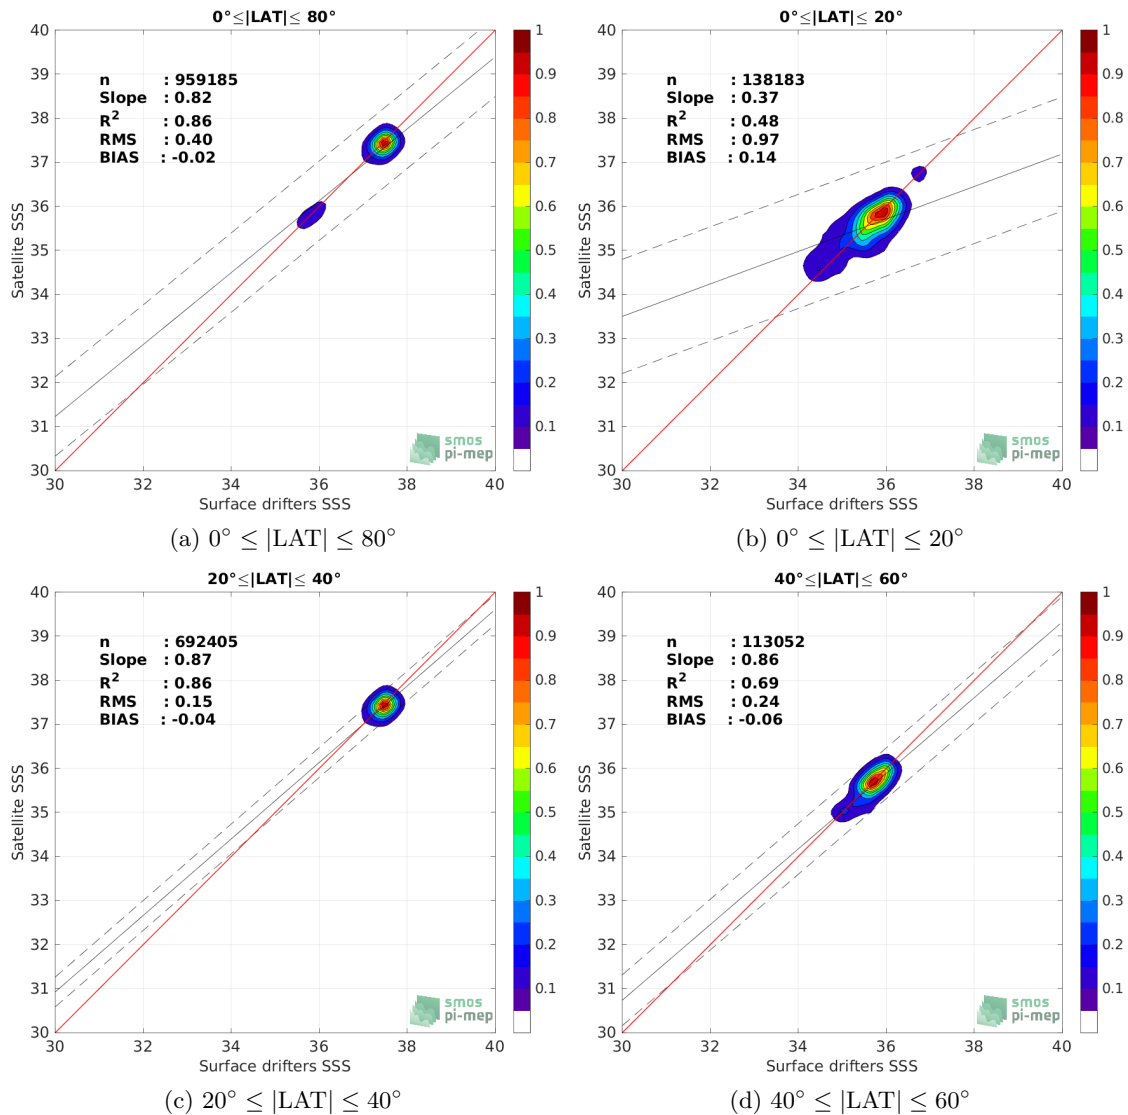 0°≤|LAT|≤ 80°
n : 959185
Slope : 0.82
R² : 0.86
RMS : 0.40
BIAS : -0.02
40
39
38
37
36
35
34
33
32
31
30
30 32 34 36 38 40
Satellite SSS
Surface drifters SSS
smos
pi-mep
1
0.9
0.8
0.7
0.6
0.5
0.4
0.3
0.2
0.1
(a) 0° ≤ |LAT| ≤ 80°
0°≤|LAT|≤ 20°
n : 138183
Slope : 0.37
R² : 0.48
RMS : 0.97
BIAS : 0.14
40
39
38
37
36
35
34
33
32
31
30
30 32 34 36 38 40
Satellite SSS
Surface drifters SSS
smos
pi-mep
1
0.9
0.8
0.7
0.6
0.5
0.4
0.3
0.2
0.1
(b) 0° ≤ |LAT| ≤ 20°
20°≤|LAT|≤ 40°
n : 692405
Slope : 0.87
R² : 0.86
RMS : 0.15
BIAS : -0.04
40
39
38
37
36
35
34
33
32
31
30
30 32 34 36 38 40
Satellite SSS
Surface drifters SSS
smos
pi-mep
1
0.9
0.8
0.7
0.6
0.5
0.4
0.3
0.2
0.1
(c) 20° ≤ |LAT| ≤ 40°
40°≤|LAT|≤ 60°
n : 113052
Slope : 0.86
R² : 0.69
RMS : 0.24
BIAS : -0.06
40
39
38
37
36
35
34
33
32
31
30
30 32 34 36 38 40
Satellite SSS
Surface drifters SSS
smos
pi-mep
1
0.9
0.8
0.7
0.6
0.5
0.4
0.3
0.2
0.1
(d) 40° ≤ |LAT| ≤ 60°